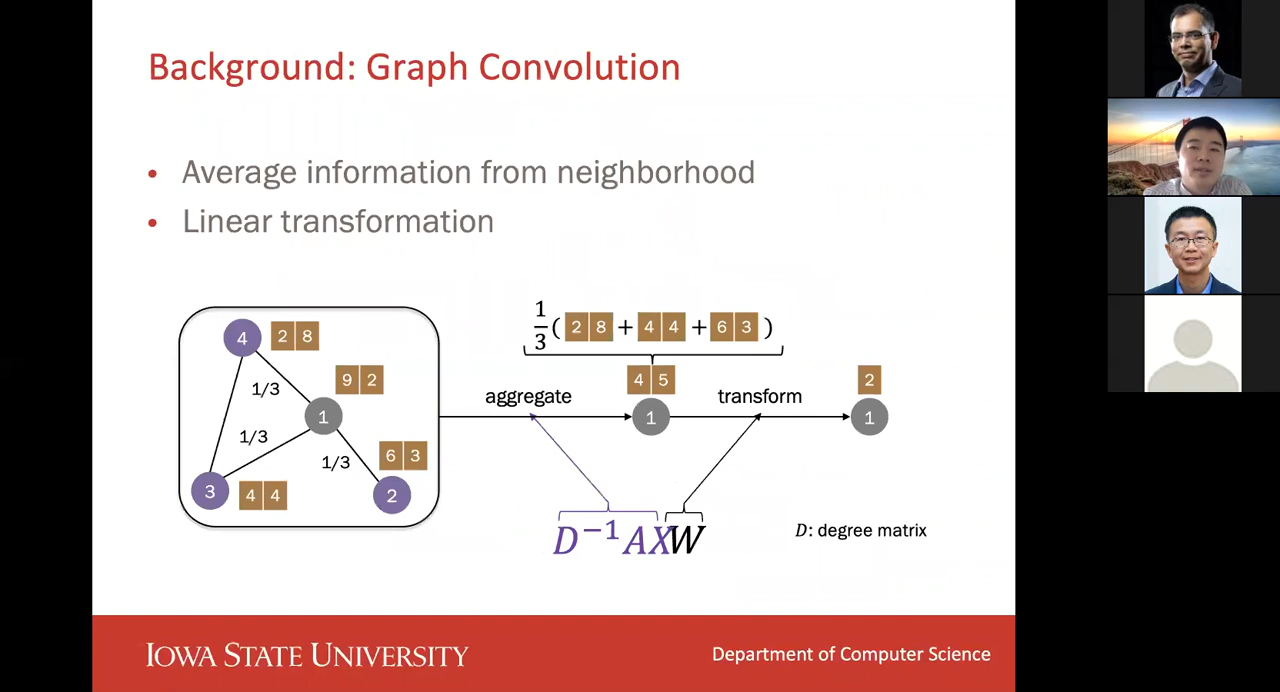 Background: Graph Convolution
• Average information from neighborhood
• Linear transformation
1/3( 2 8 + 4 4 + 6 3 )
4
2 8
1/3
9 2
1
1/3
1/3
6 3
3
4 4
2
aggregate
4 5
1
transform
2
1
D⁻¹AXW
D: degree matrix
IOWA STATE UNIVERSITY
Department of Computer Science